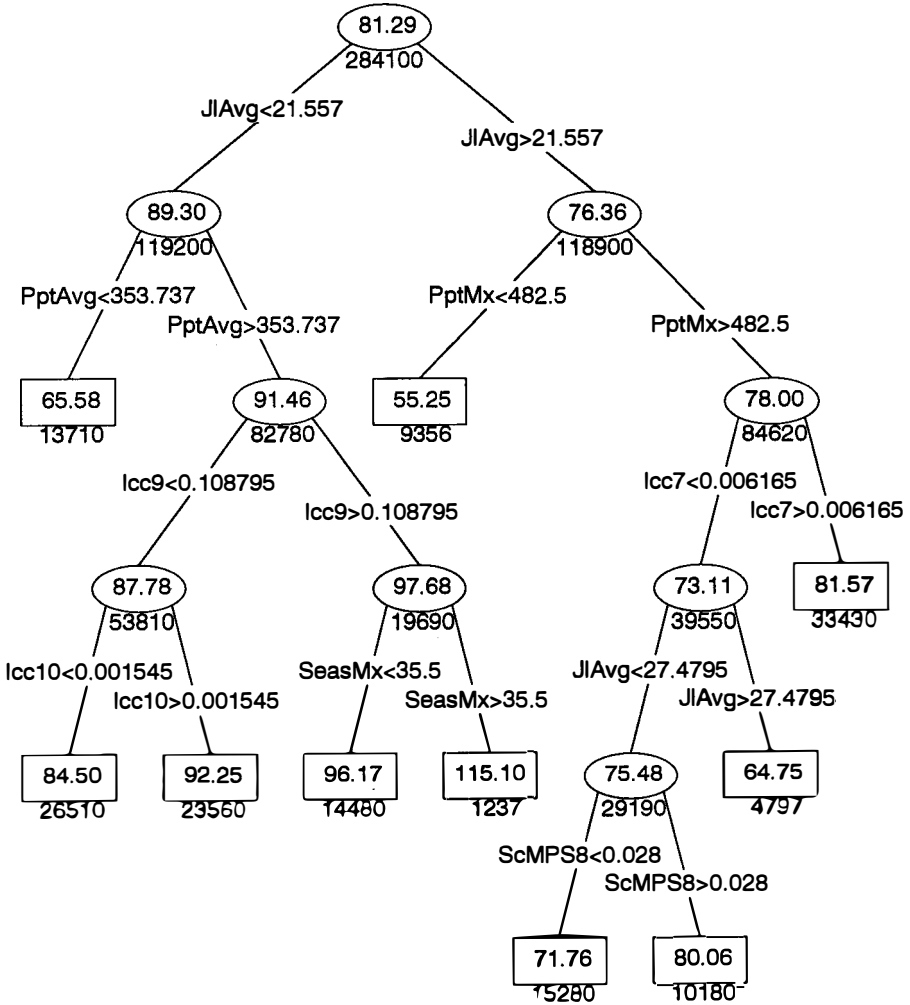 81.29
284100
JlAvg<21.557
JlAvg>21.557
89.30
76.36
119200
118900
PptAvg<353.737
PptMx<482.5
PptAvg>353.737
PptMx>482.5
65.58
91.46
55.25
78.00
13710
82780
9356
84620
Icc9<0.108795
Icc7<0.006165
Icc9>0.108795
Icc7>0.006165
87.78
97.68
73.11
81.57
53810
19690
39550
33430
Icc10<0.001545
SeasMx<35.5
JlAvg<27.4795
Icc10>0.001545
SeasMx>35.5
JlAvg>27.4795
84.50
92.25
96.17
115.10
75.48
64.75
26510
23560
14480
1237
29190
4797
ScMPS8<0.028
ScMPS8>0.028
71.76
80.06
15280
10180